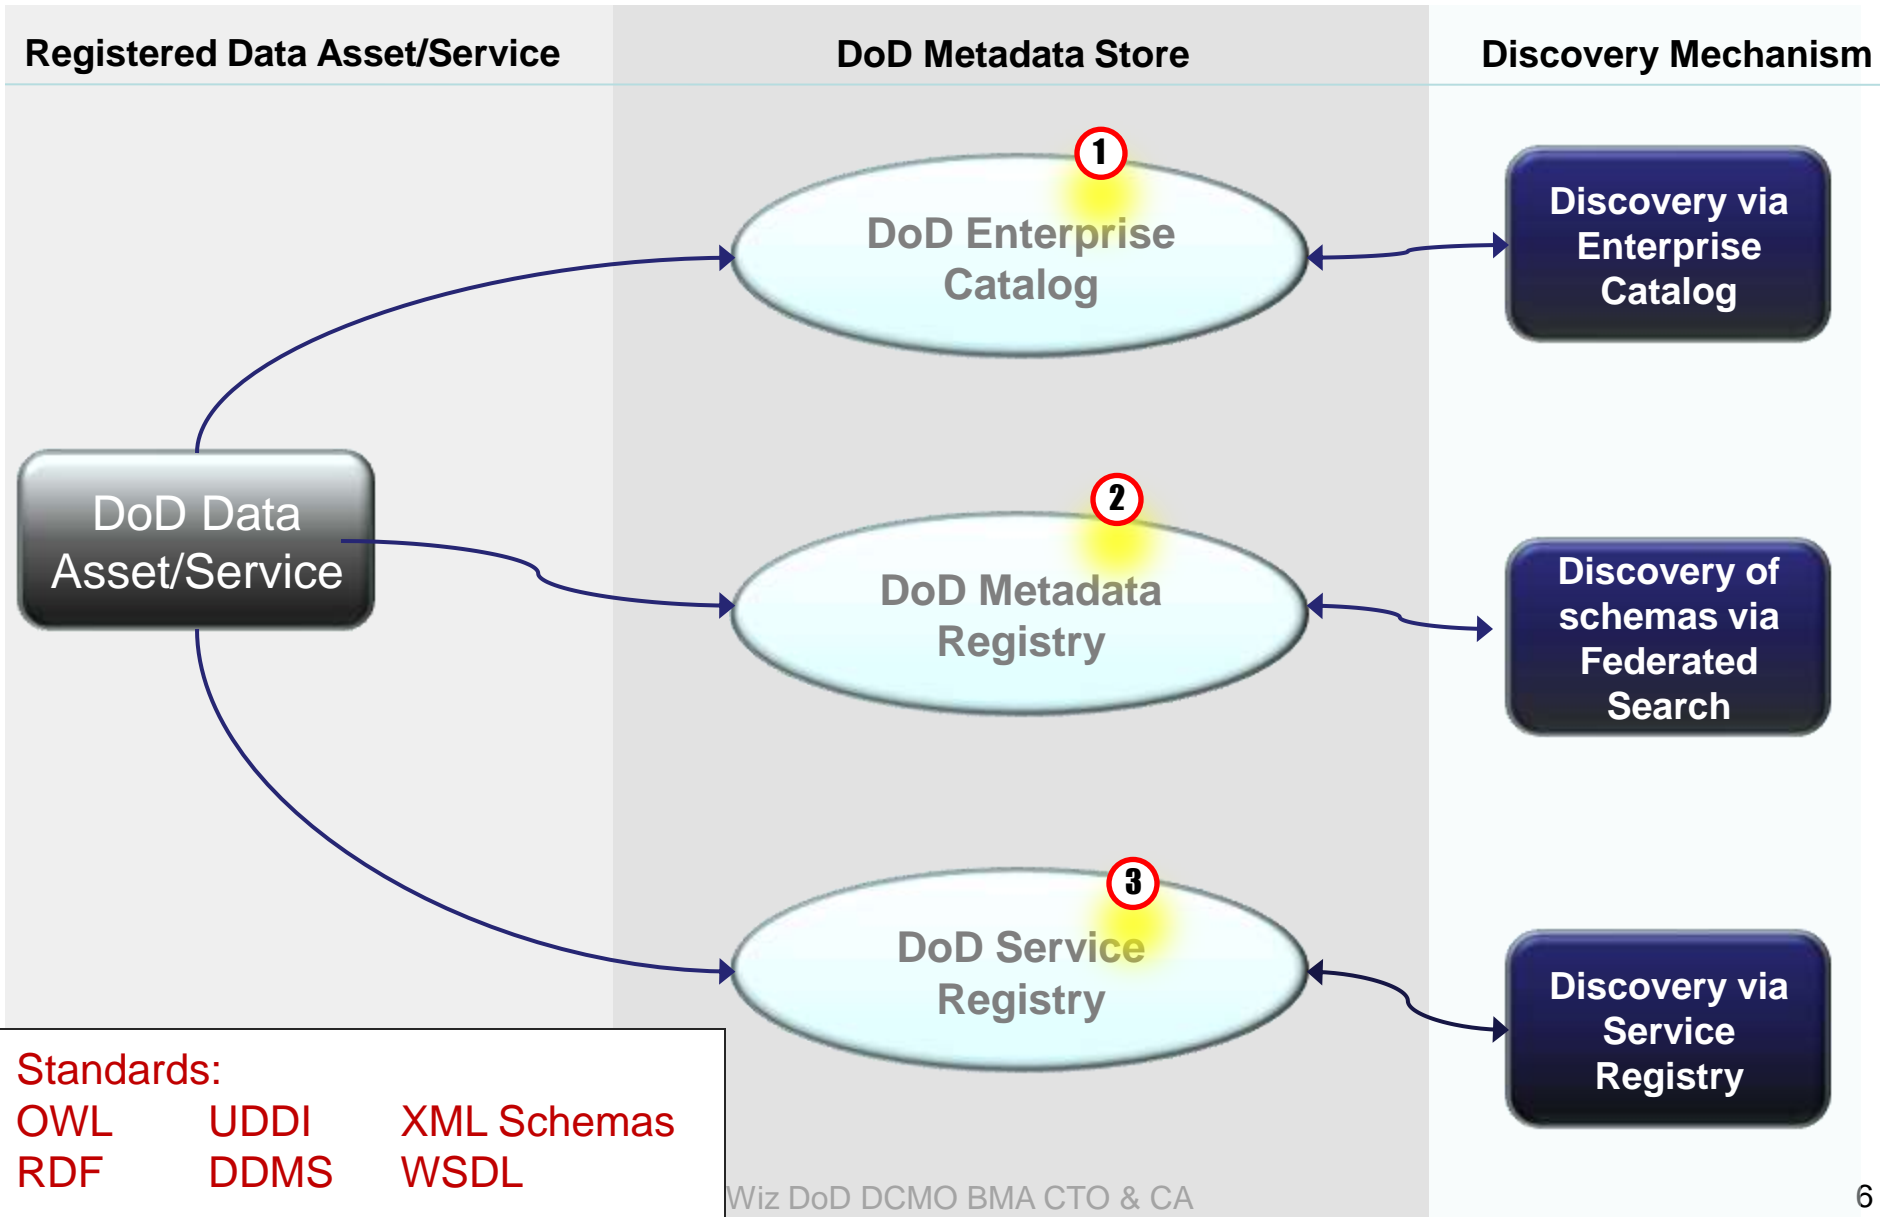 Registered Data Asset/Service
DoD Metadata Store
Discovery Mechanism
1
DoD Enterprise
Catalog
Discovery via
Enterprise
Catalog
DoD Data
Asset/Service
2
DoD Metadata
Registry
Discovery of
schemas via
Federated
Search
3
DoD Service
Registry
Discovery via
Service
Registry
Standards:
OWL UDDI XML Schemas
RDF DDMS WSDL
Wiz DoD DCMO BMA CTO & CA
6